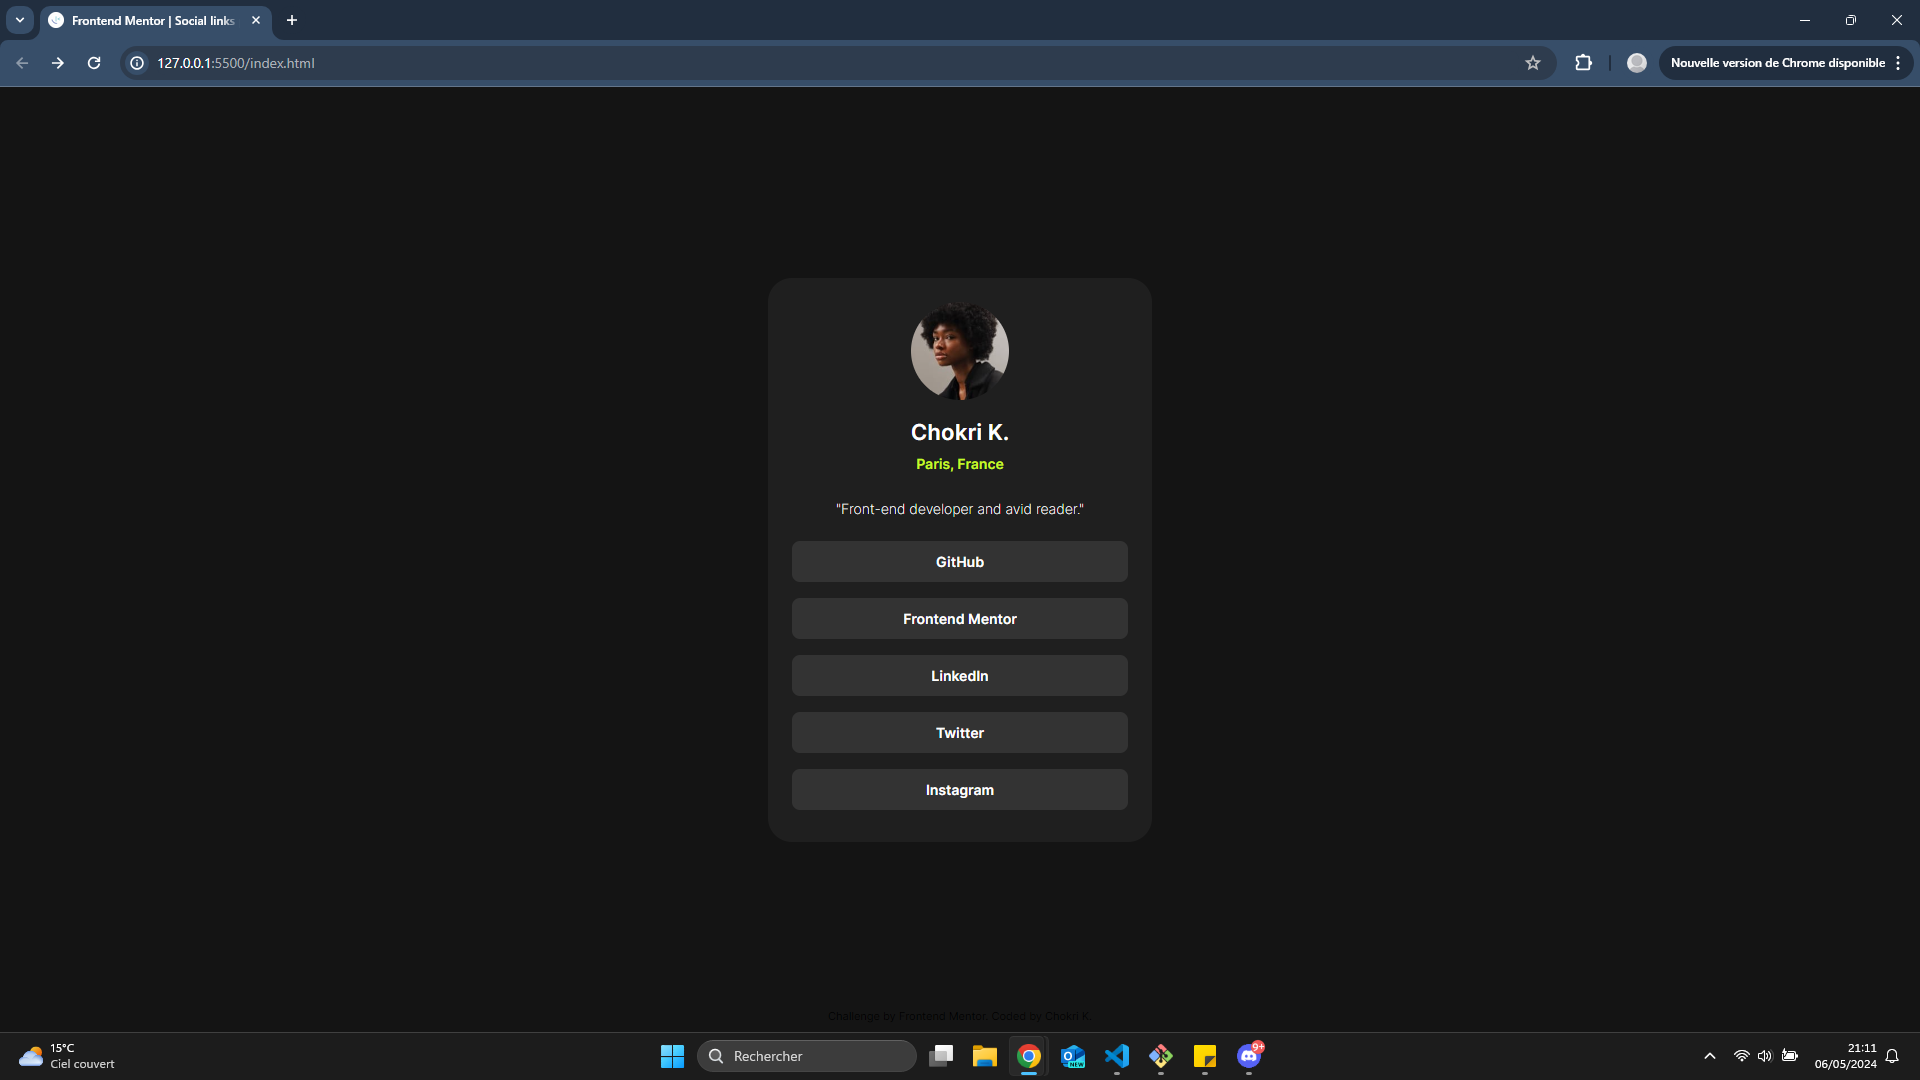 Frontend Mentor | Social links
127.0.0.1:5500/index.html
Nouvelle version de Chrome disponible
Chokri K.
Paris, France
"Front-end developer and avid reader."
GitHub
Frontend Mentor
LinkedIn
Twitter
Instagram
Challenge by Frontend Mentor. Coded by Chokri K.
15°C
Ciel couvert
Rechercher
NEW
9+
21:11
06/05/2024